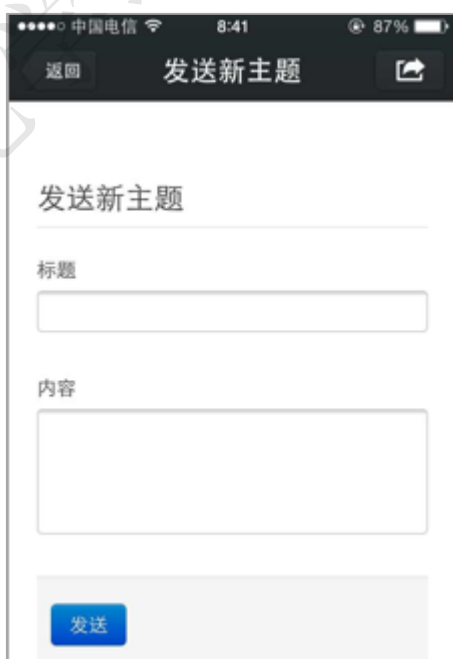 中国电信 8:41 87%
返回 发送新主题
发送新主题
标题
内容
发送